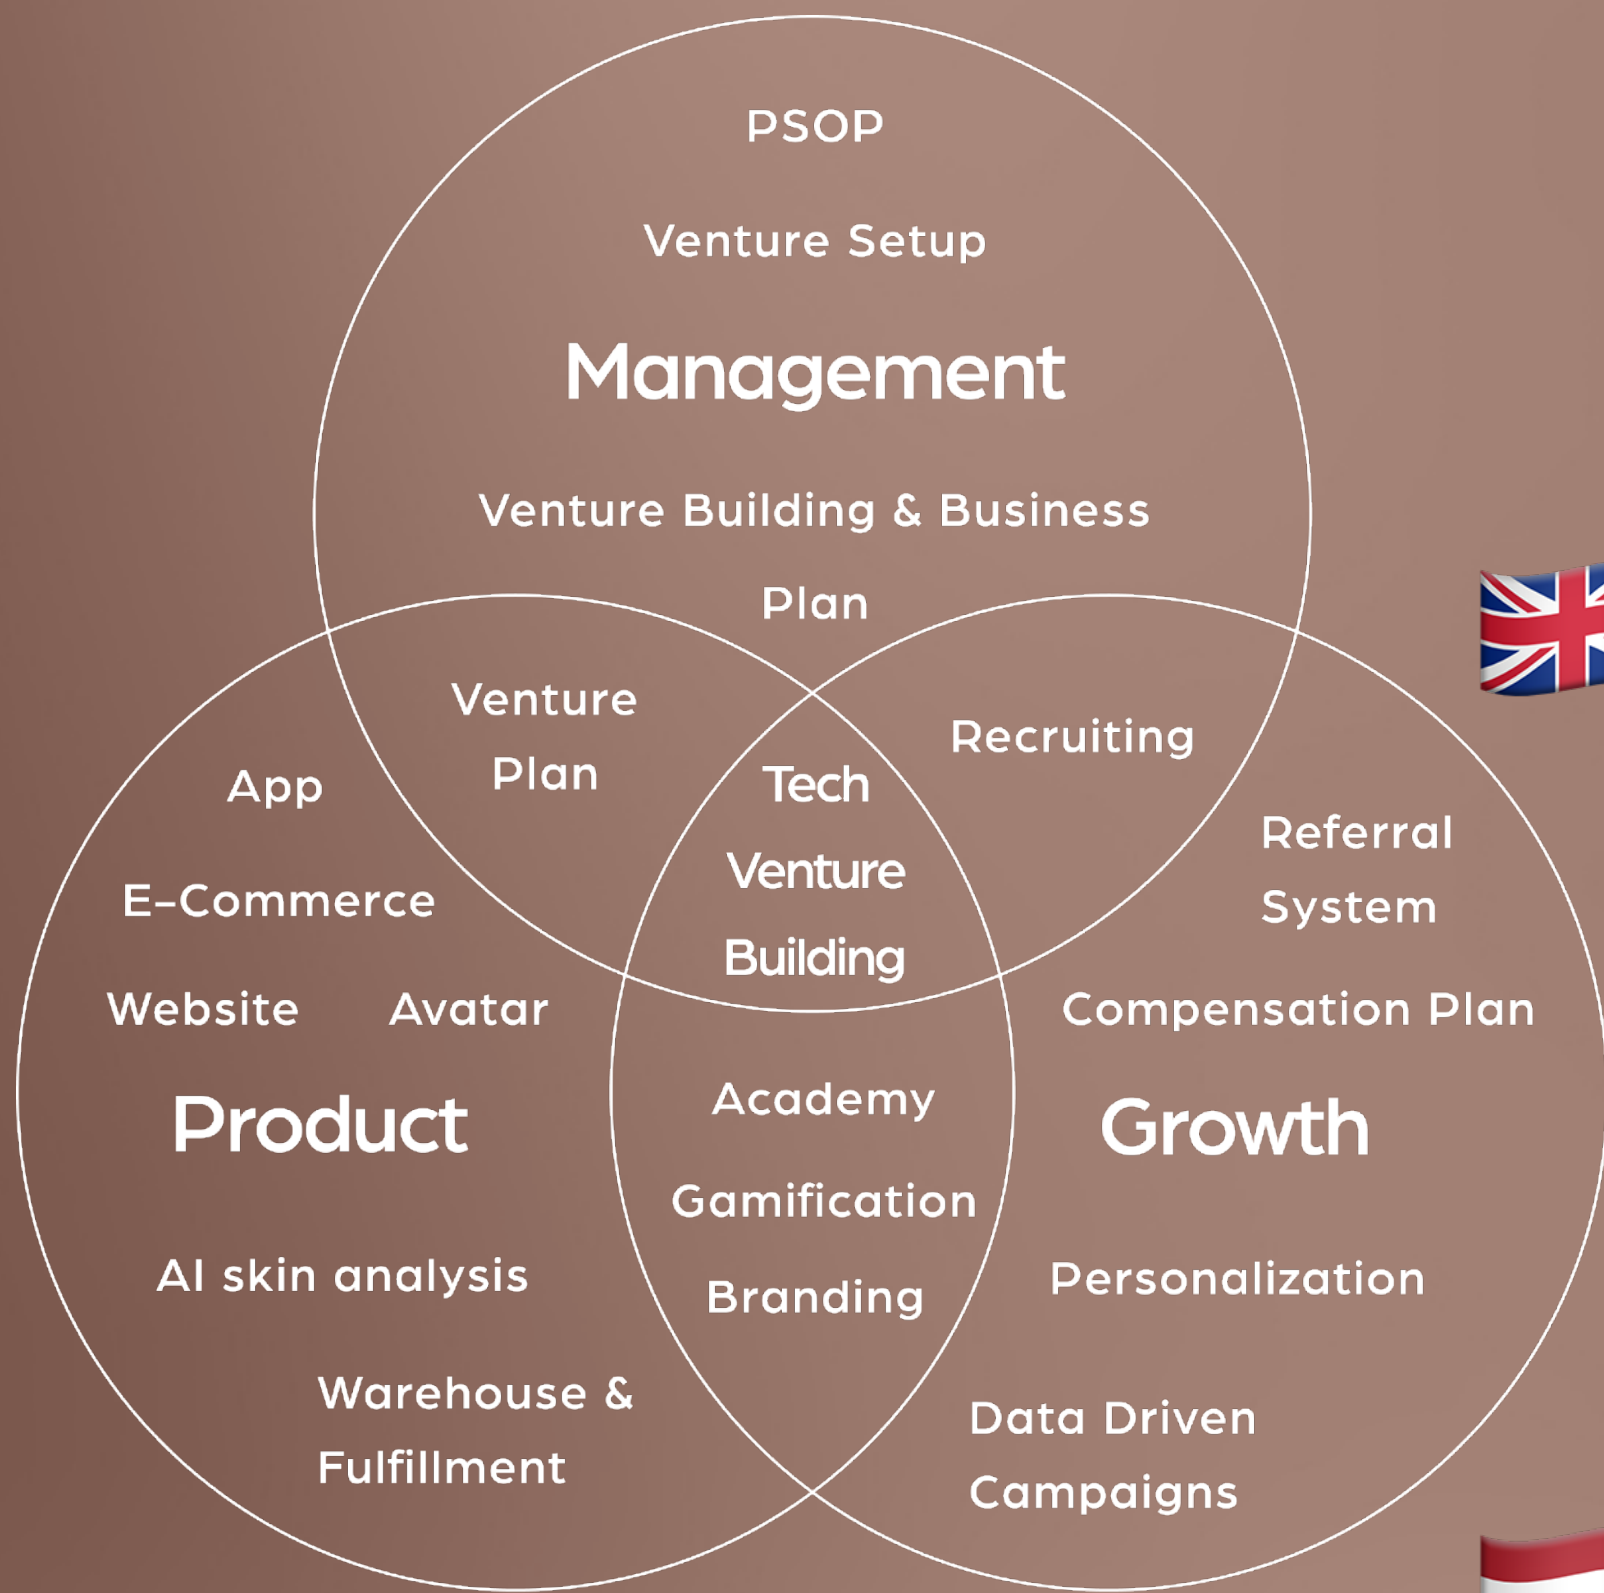 PSOP
Venture Setup
Management
Venture Building & Business
Plan
Venture
Plan
Recruiting
Tech
Venture
Building
App
E-Commerce
Website
Avatar
Product
AI skin analysis
Warehouse &
Fulfillment
Academy
Gamification
Branding
Referral
System
Compensation Plan
Growth
Personalization
Data Driven
Campaigns